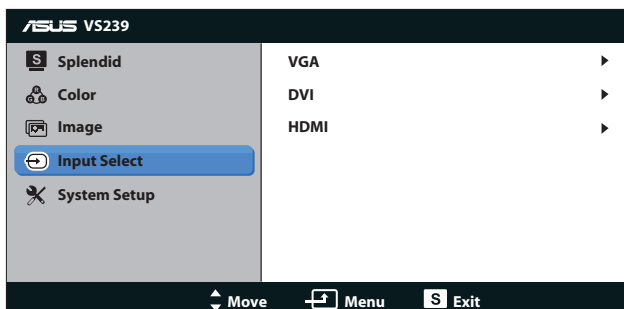 ASUS VS239
S Splendid
R G B Color
Image
Input Select
System Setup
VGA
DVI
HDMI
Move Menu S Exit